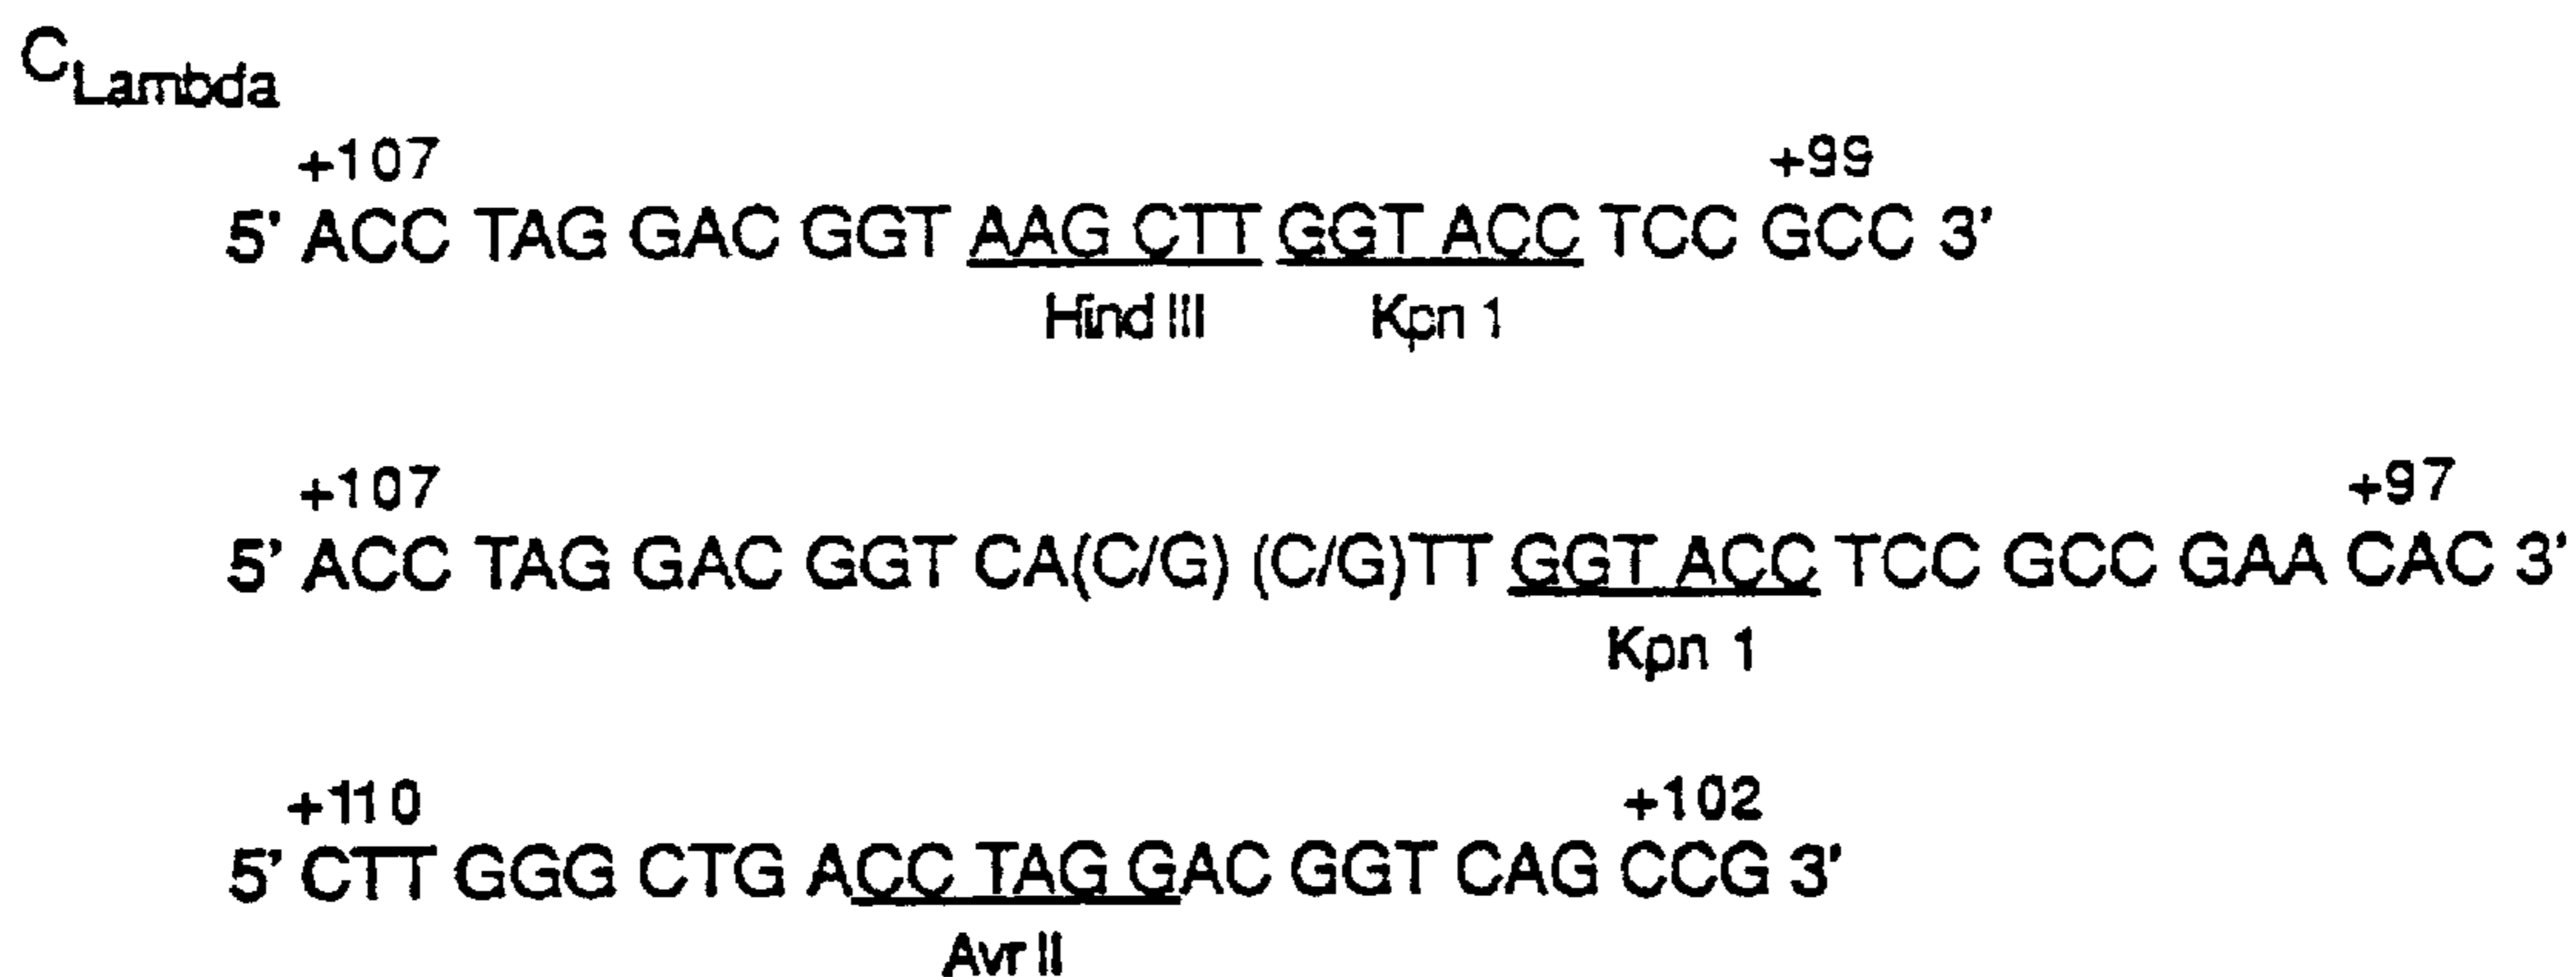 CLambda
+107 +99
5' ACC TAG GAC GGT AAG CTT GGT ACC TCC GCC 3'
Hind III Kpn 1
+107 +97
5' ACC TAG GAC GGT CA(C/G) (C/G)TT GGT ACC TCC GCC GAA CAC 3'
Kpn 1
+110 +102
5' CTT GGG CTG ACC TAG GAC GGT CAG CCG 3'
Avr II